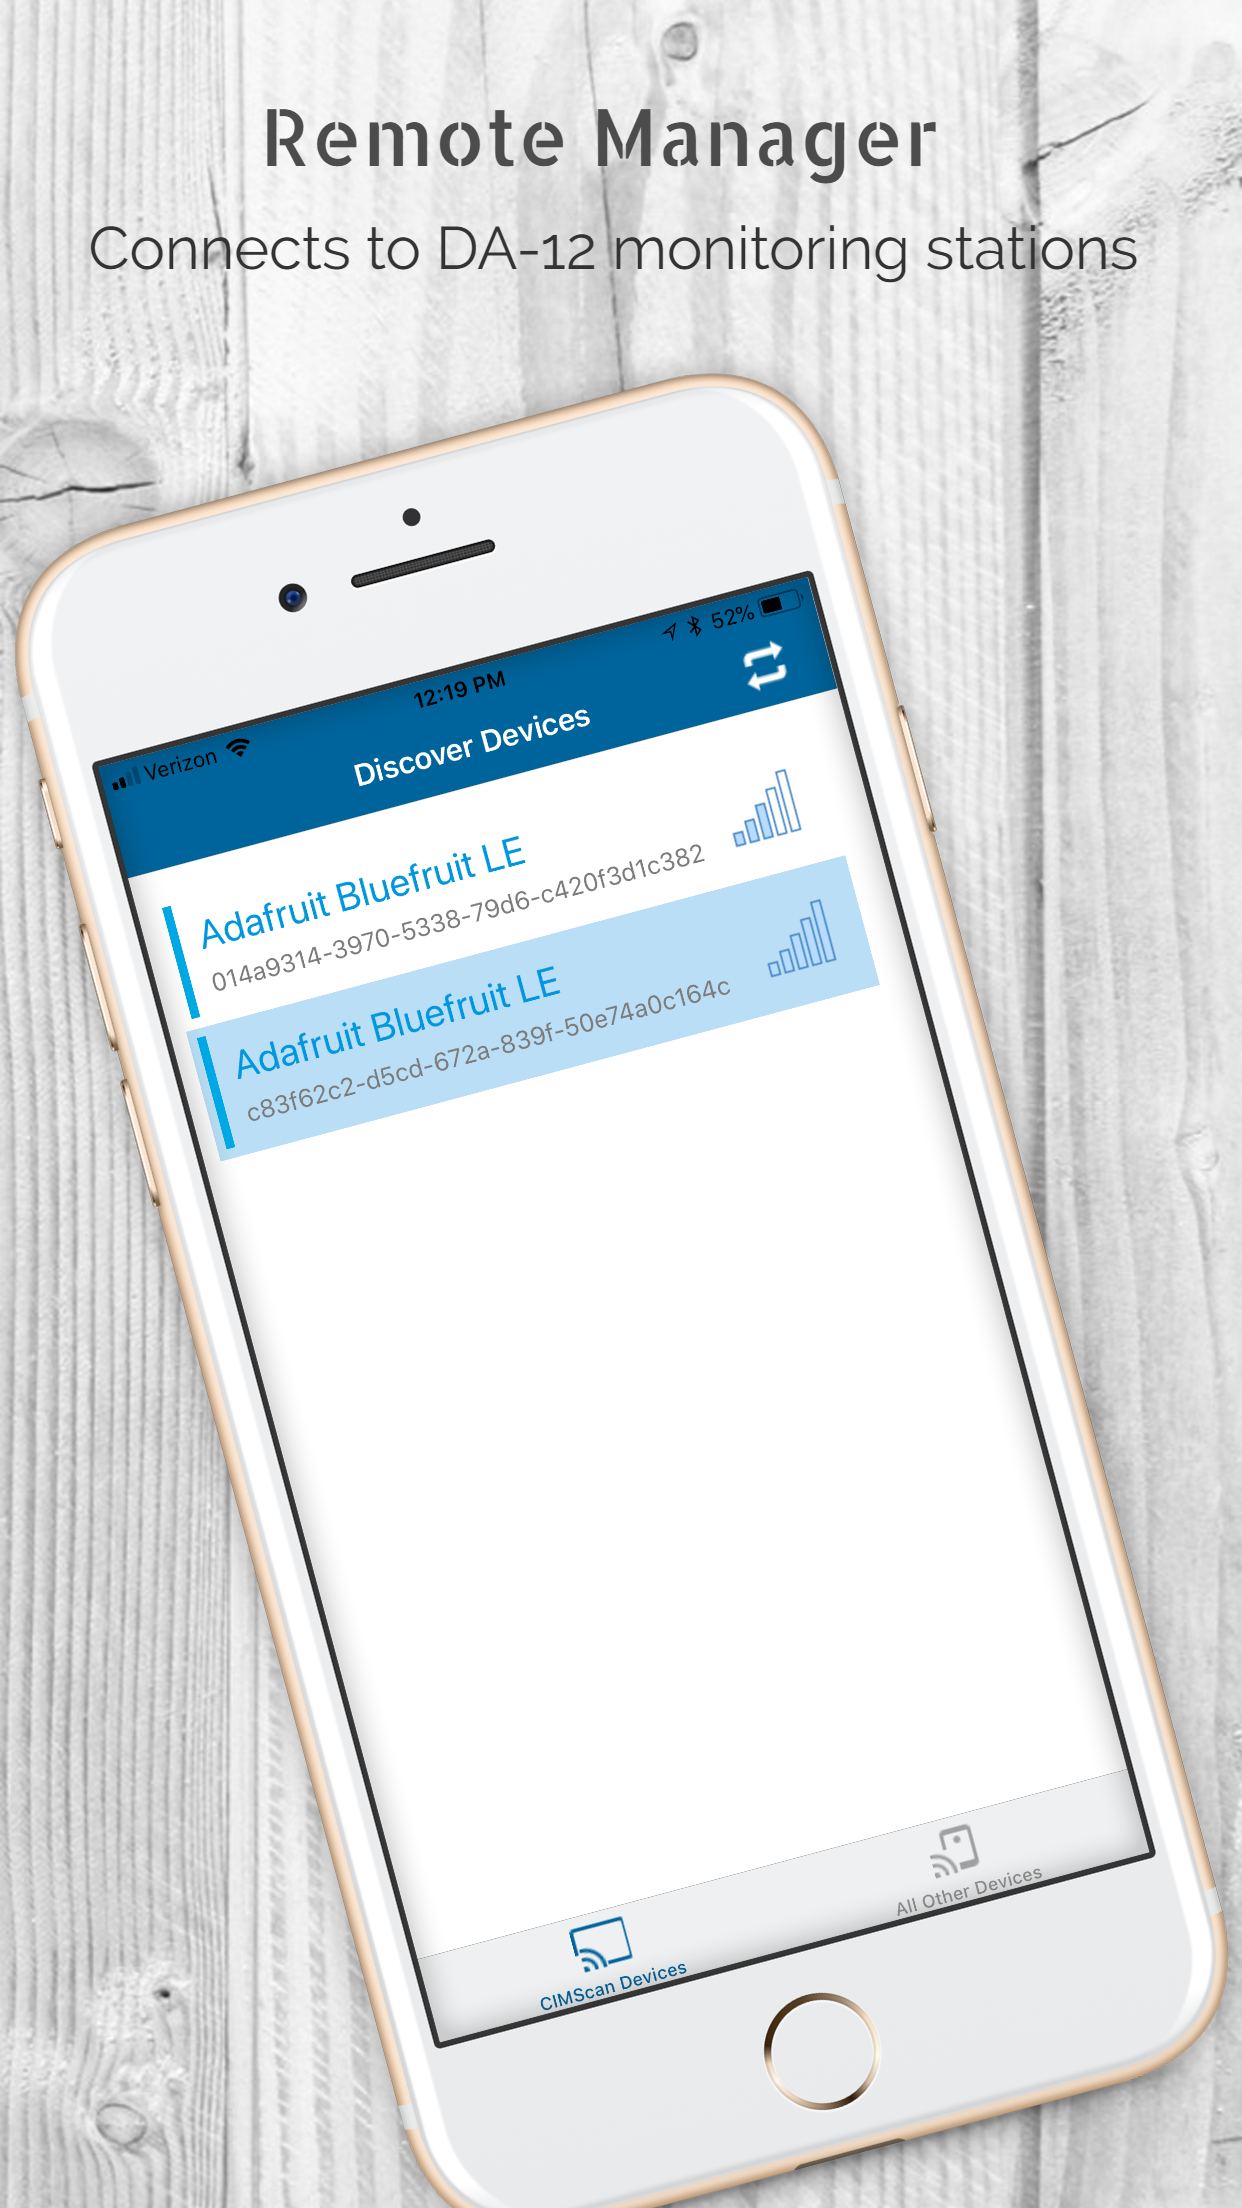 Remote Manager
Connects to DA-12 monitoring stations
Verizon
12:19 PM
52%
Discover Devices
Adafruit Bluefruit LE
014a9314-3970-5338-79d6-c420f3d1c382
Adafruit Bluefruit LE
c83f62c2-d5cd-672a-839f-50e74a0c164c
CIMScan Devices
All Other Devices